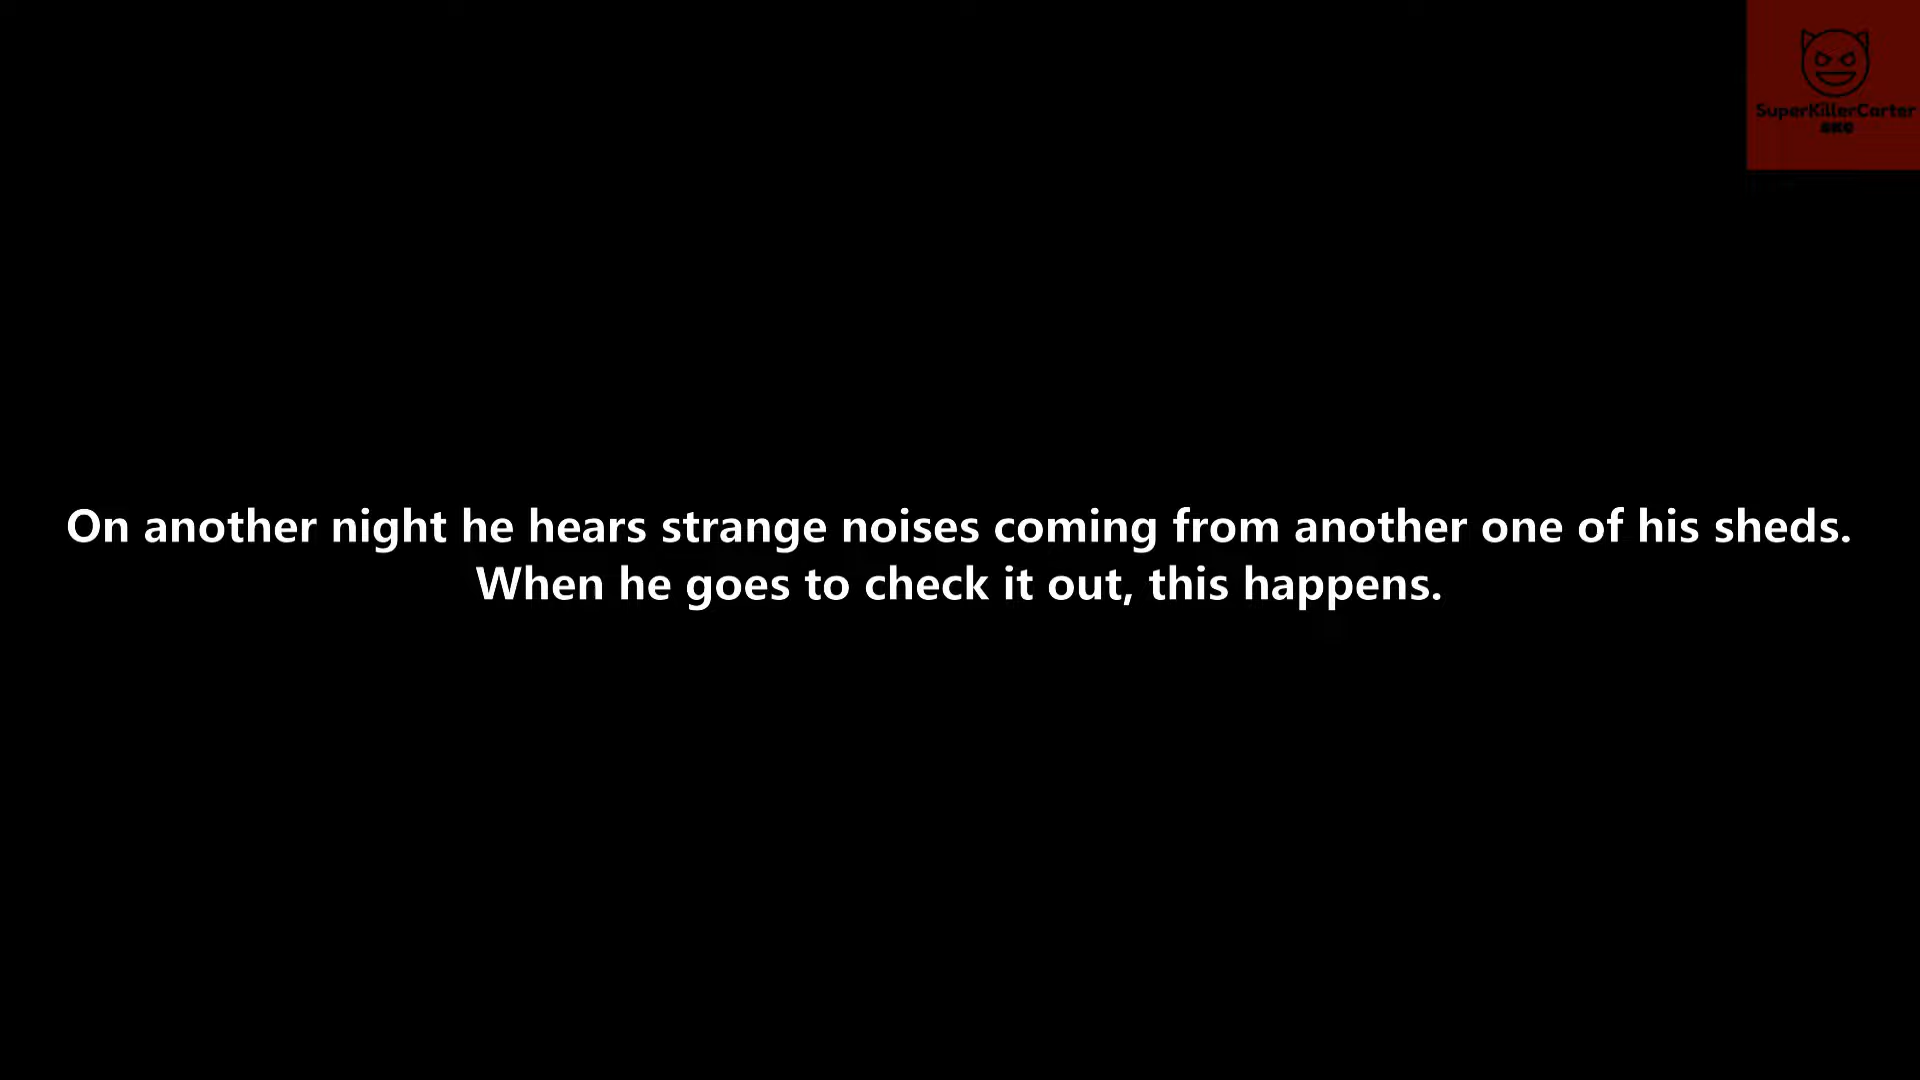 SuperKillerCarter
SKC
On another night he hears strange noises coming from another one of his sheds.
When he goes to check it out, this happens.